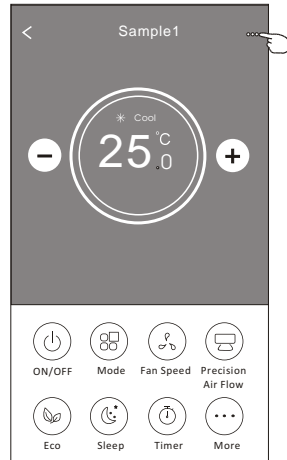 Sample1
Cool
25.0°C
ON/OFF Mode Fan Speed Precision Air Flow
Eco Sleep Timer More